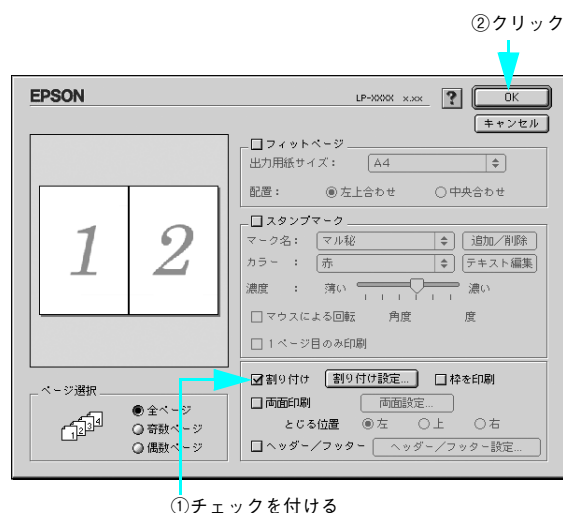 ②クリック
EPSON
LP-XXXX x.xx
?
OK
キャンセル
フィットページ
出力用紙サイズ： A4
配置： 左上合わせ 中央合わせ
1 2
スタンプマーク
マーク名： マル秘 追加／削除
カラー ： 赤 テキスト編集
濃度 ： 薄い 濃い
マウスによる回転 角度 度
1ページ目のみ印刷
割り付け 割り付け設定... 枠を印刷
両面印刷 両面設定...
とじる位置 左 上 右
ヘッダー／フッター ヘッダー／フッター設定...
ページ選択
1 2 3 4
全ページ
奇数ページ
偶数ページ
①チェックを付ける